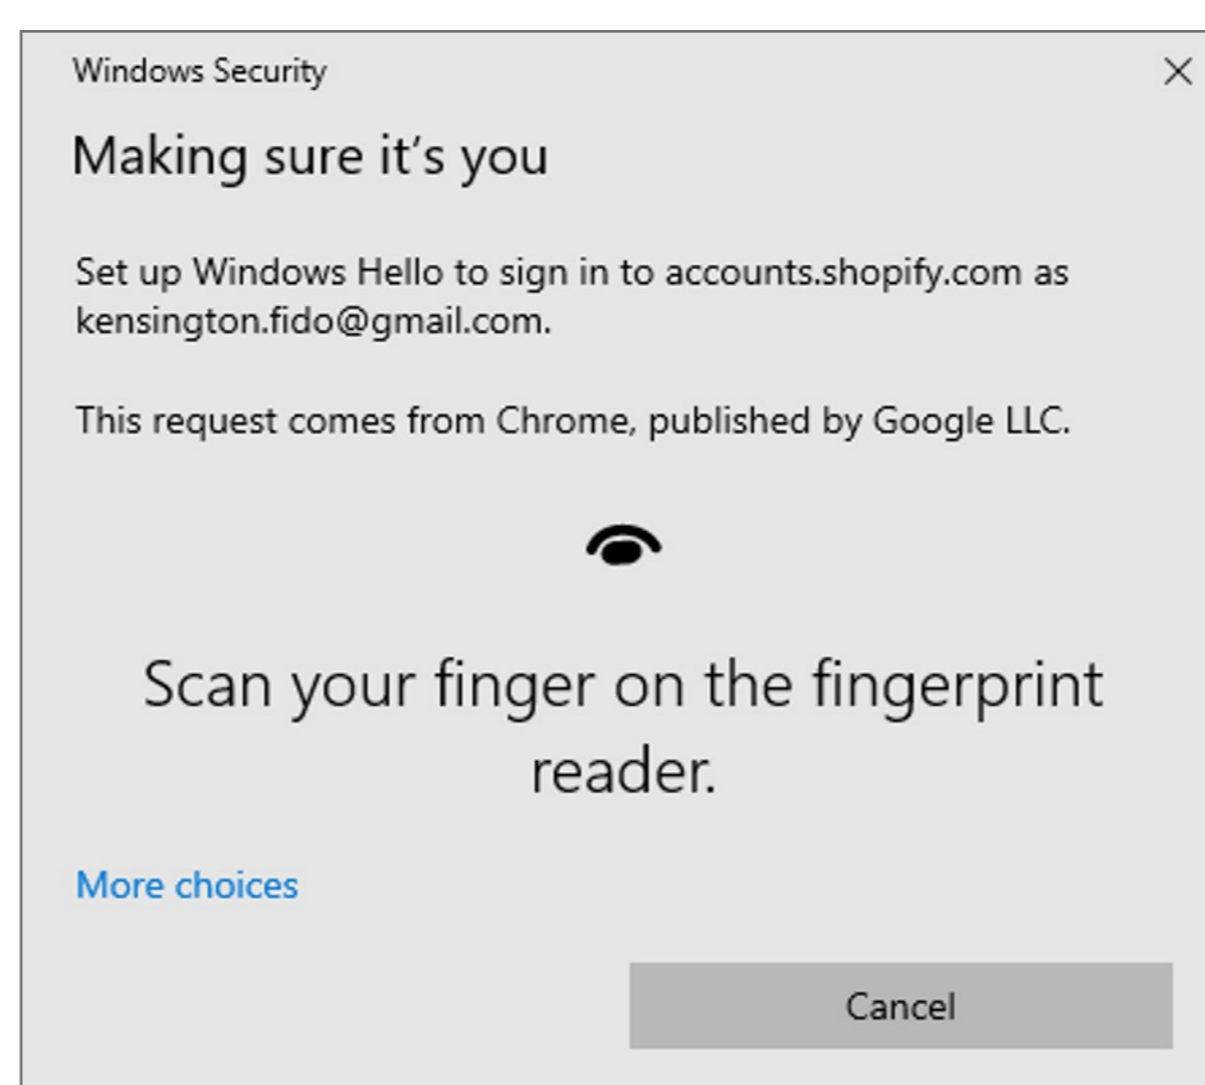 Windows Security
Making sure it’s you
Set up Windows Hello to sign in to accounts.shopify.com as
kensington.fido@gmail.com.
This request comes from Chrome, published by Google LLC.
Scan your finger on the fingerprint
reader.
More choices
Cancel